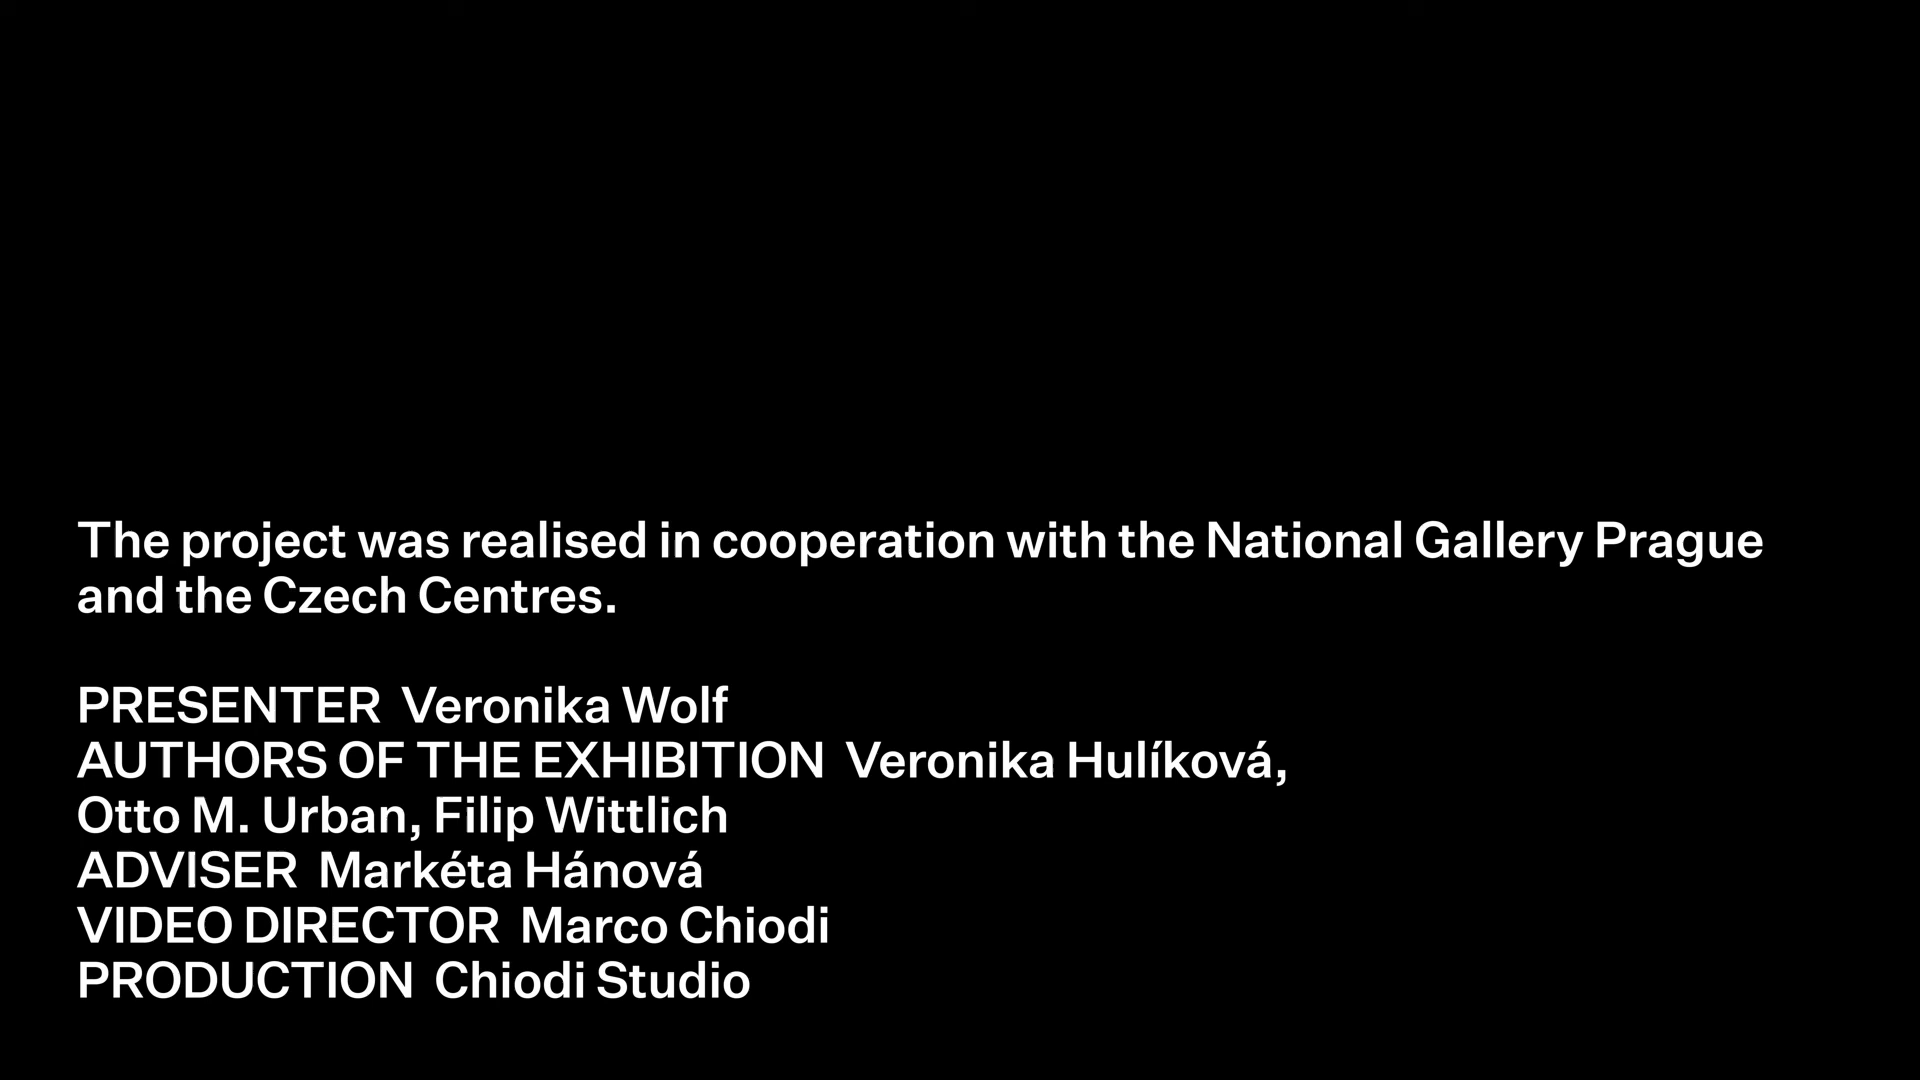 The project was realised in cooperation with the National Gallery Prague
and the Czech Centres.
PRESENTER Veronika Wolf
AUTHORS OF THE EXHIBITION Veronika Hulíková,
Otto M. Urban, Filip Wittlich
ADVISER Markéta Hánová
VIDEO DIRECTOR Marco Chiodi
PRODUCTION Chiodi Studio